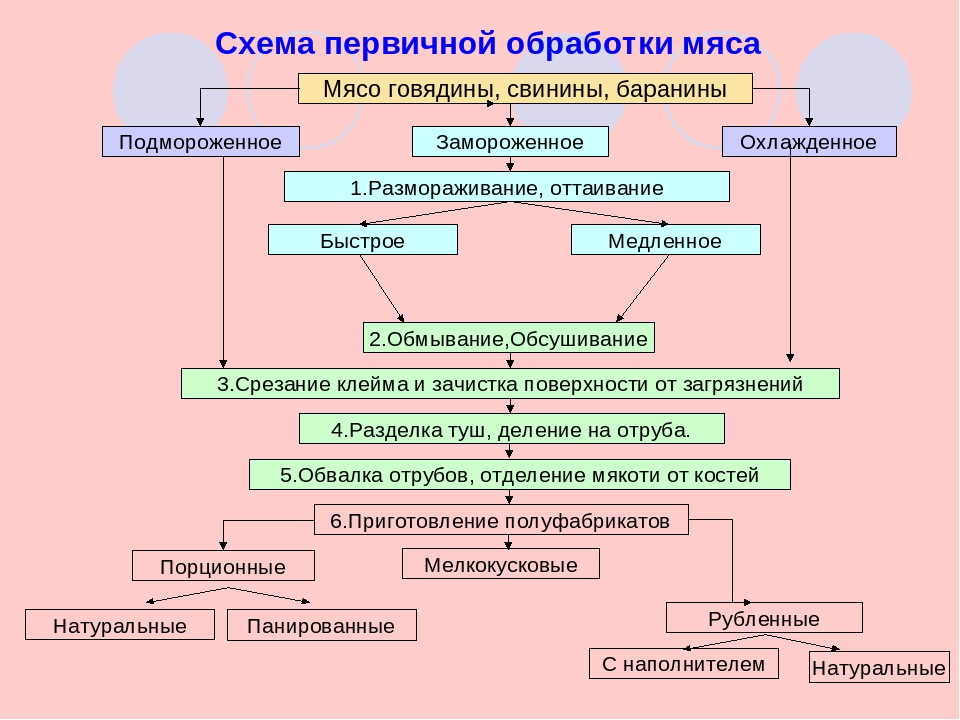 Схема первичной обработки мяса
Мясо говядины, свинины, баранины
Подмороженное
Замороженное
Охлажденное
1.Размораживание, оттаивание
Быстрое
Медленное
2.Обмывание,Обсушивание
3.Срезание клейма и зачистка поверхности от загрязнений
4.Разделка туш, деление на отруба.
5.Обвалка отрубов, отделение мякоти от костей
6.Приготовление полуфабрикатов
Порционные
Мелкокусковые
Натуральные
Панированные
Рубленные
С наполнителем
Натуральные